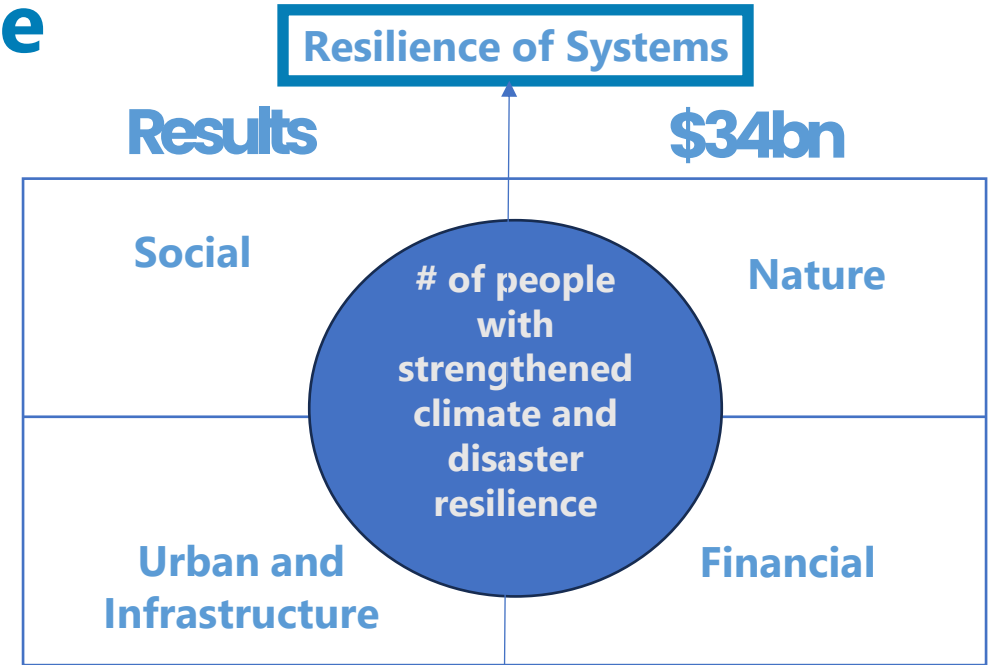 e
Resilience of Systems
Results
$34bn
Social
Nature
# of people
with
strengthened
climate and
disaster
resilience
Urban and
Infrastructure
Financial